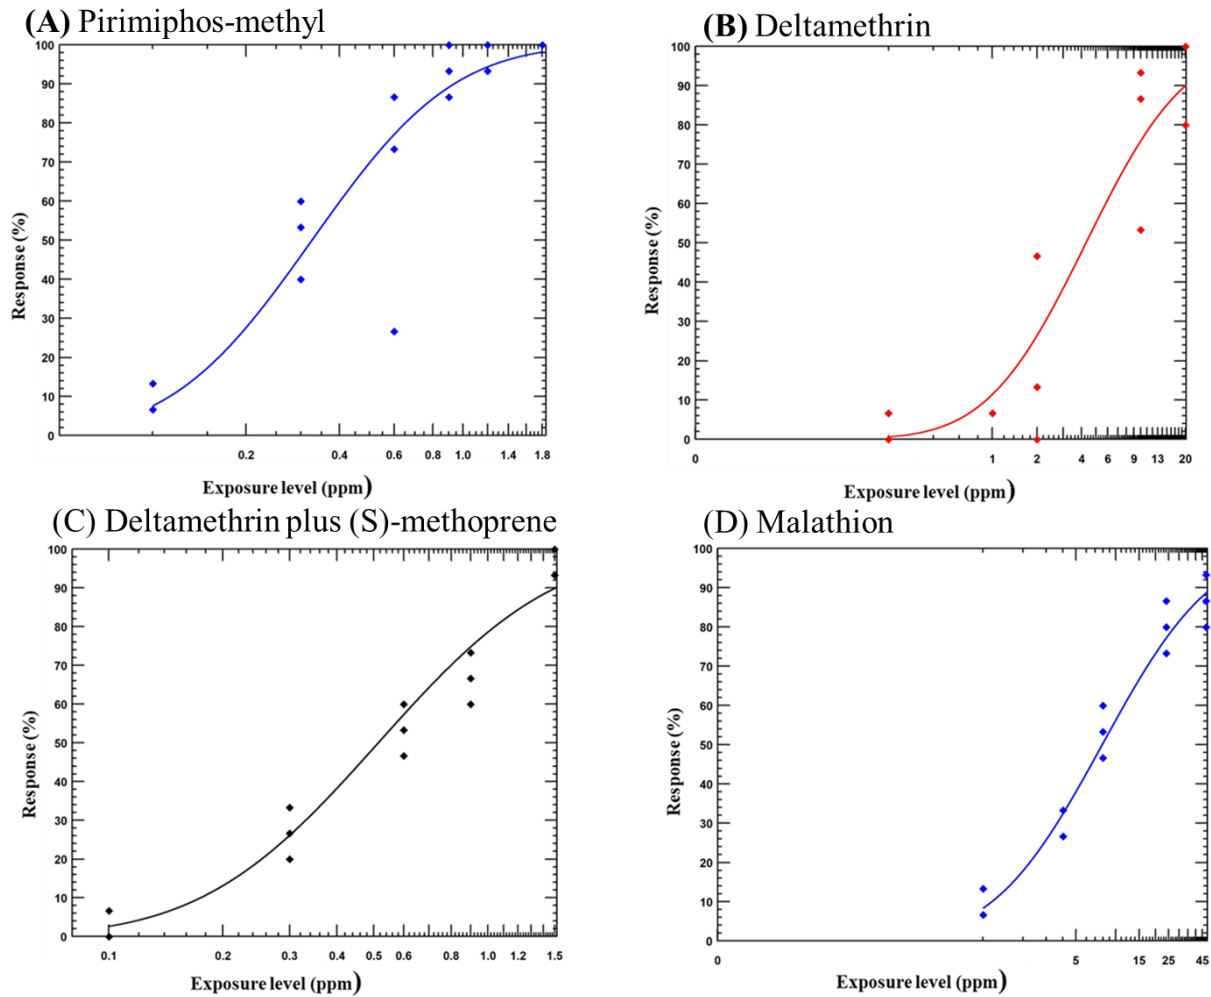 (A) Pirimiphos-methyl
100
90
80
70
60
50
40
30
20
10
0
Response (%)
0.2 0.4 0.6 0.8 1.0 1.4 1.8
Exposure level (ppm)
(B) Deltamethrin
100
90
80
70
60
50
40
30
20
10
0
Response (%)
0 1 2 4 6 9 13 20
Exposure level (ppm)
(C) Deltamethrin plus (S)-methoprene
100
90
80
70
60
50
40
30
20
10
0
Response (%)
0.1 0.2 0.3 0.4 0.6 0.8 1.0 1.2 1.5
Exposure level (ppm)
(D) Malathion
100
90
80
70
60
50
40
30
20
10
0
Response (%)
0 5 15 25 45
Exposure level (ppm)